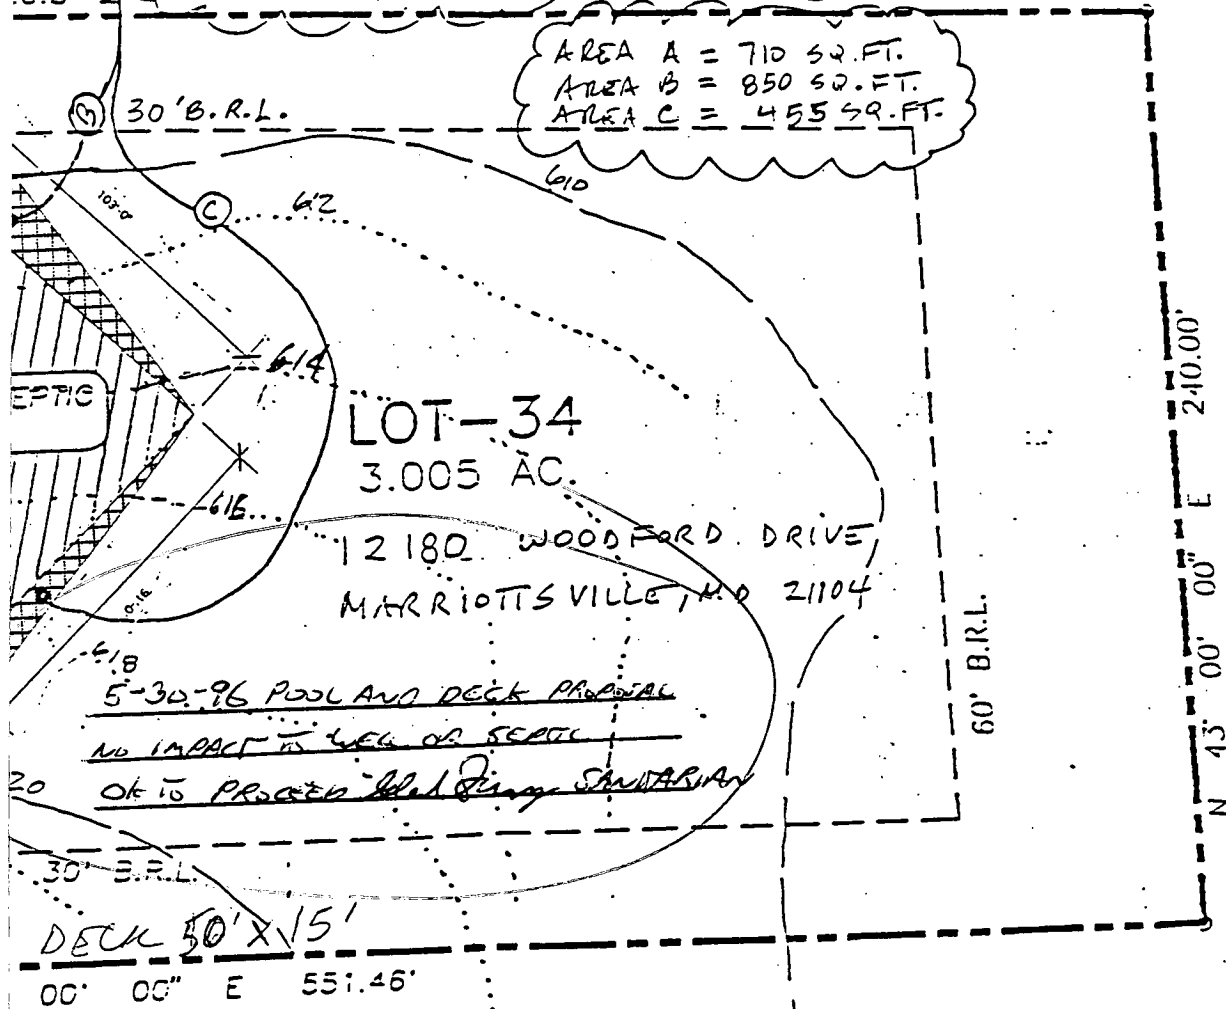 AREA A = 710 SQ.FT.
AREA B = 850 SQ.FT.
AREA C = 455 SQ.FT.
B
30' B.R.L.
C
610
612
103'-0"
614
EPTIC
LOT-34
3.005 AC.
616
12180 WOODFORD DRIVE
MARRIOTTSVILLE, MD 21104
618
5-30-96 POOL AND DECK PROPOSAL
NO IMPACT TO WELL OR SEPTIC
OK TO PROCEED SANITARIAN
20
30' B.R.L.
60' B.R.L.
N 43° 00' 00" E 240.00'
DECK 50' X 15'
00' 00" E 551.46'